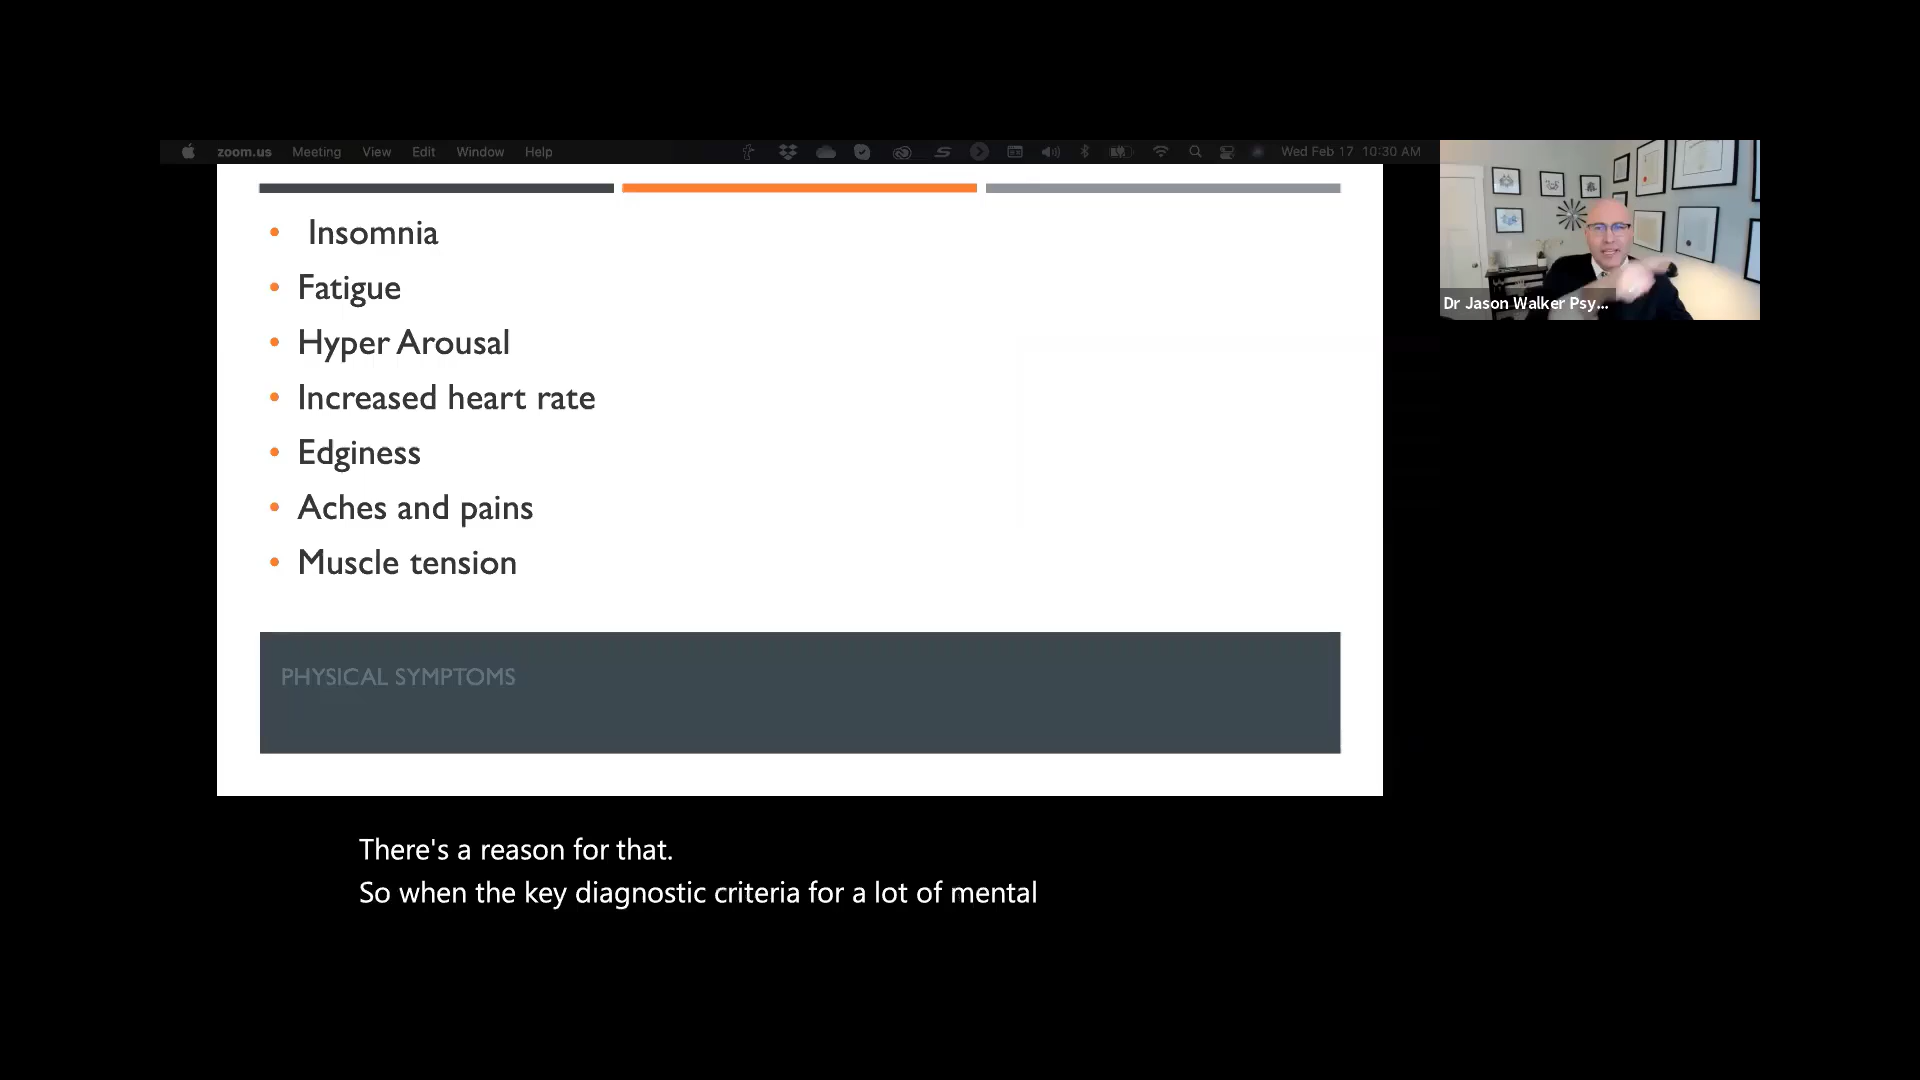 zoom.us Meeting View Edit Window Help Wed Feb 17 10:30 AM
• Insomnia
• Fatigue
• Hyper Arousal
• Increased heart rate
• Edginess
• Aches and pains
• Muscle tension
PHYSICAL SYMPTOMS
Dr Jason Walker Psy...
There's a reason for that.
So when the key diagnostic criteria for a lot of mental